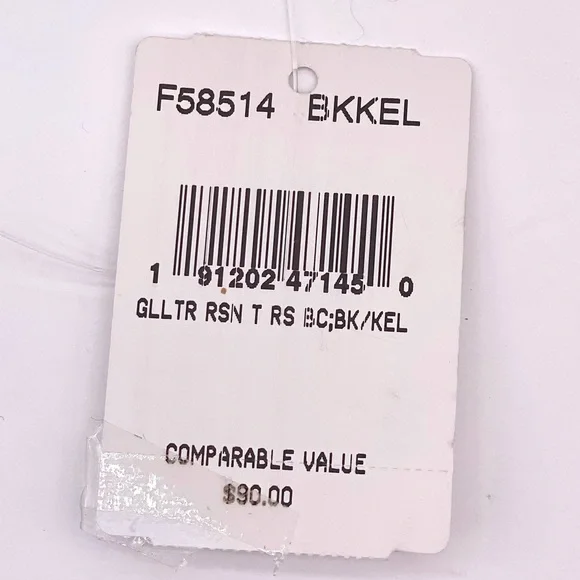 F58514 BKKEL
1 91202 47145 0
GLLTR RSN T RS BC;BK/KEL
COMPARABLE VALUE
$90.00